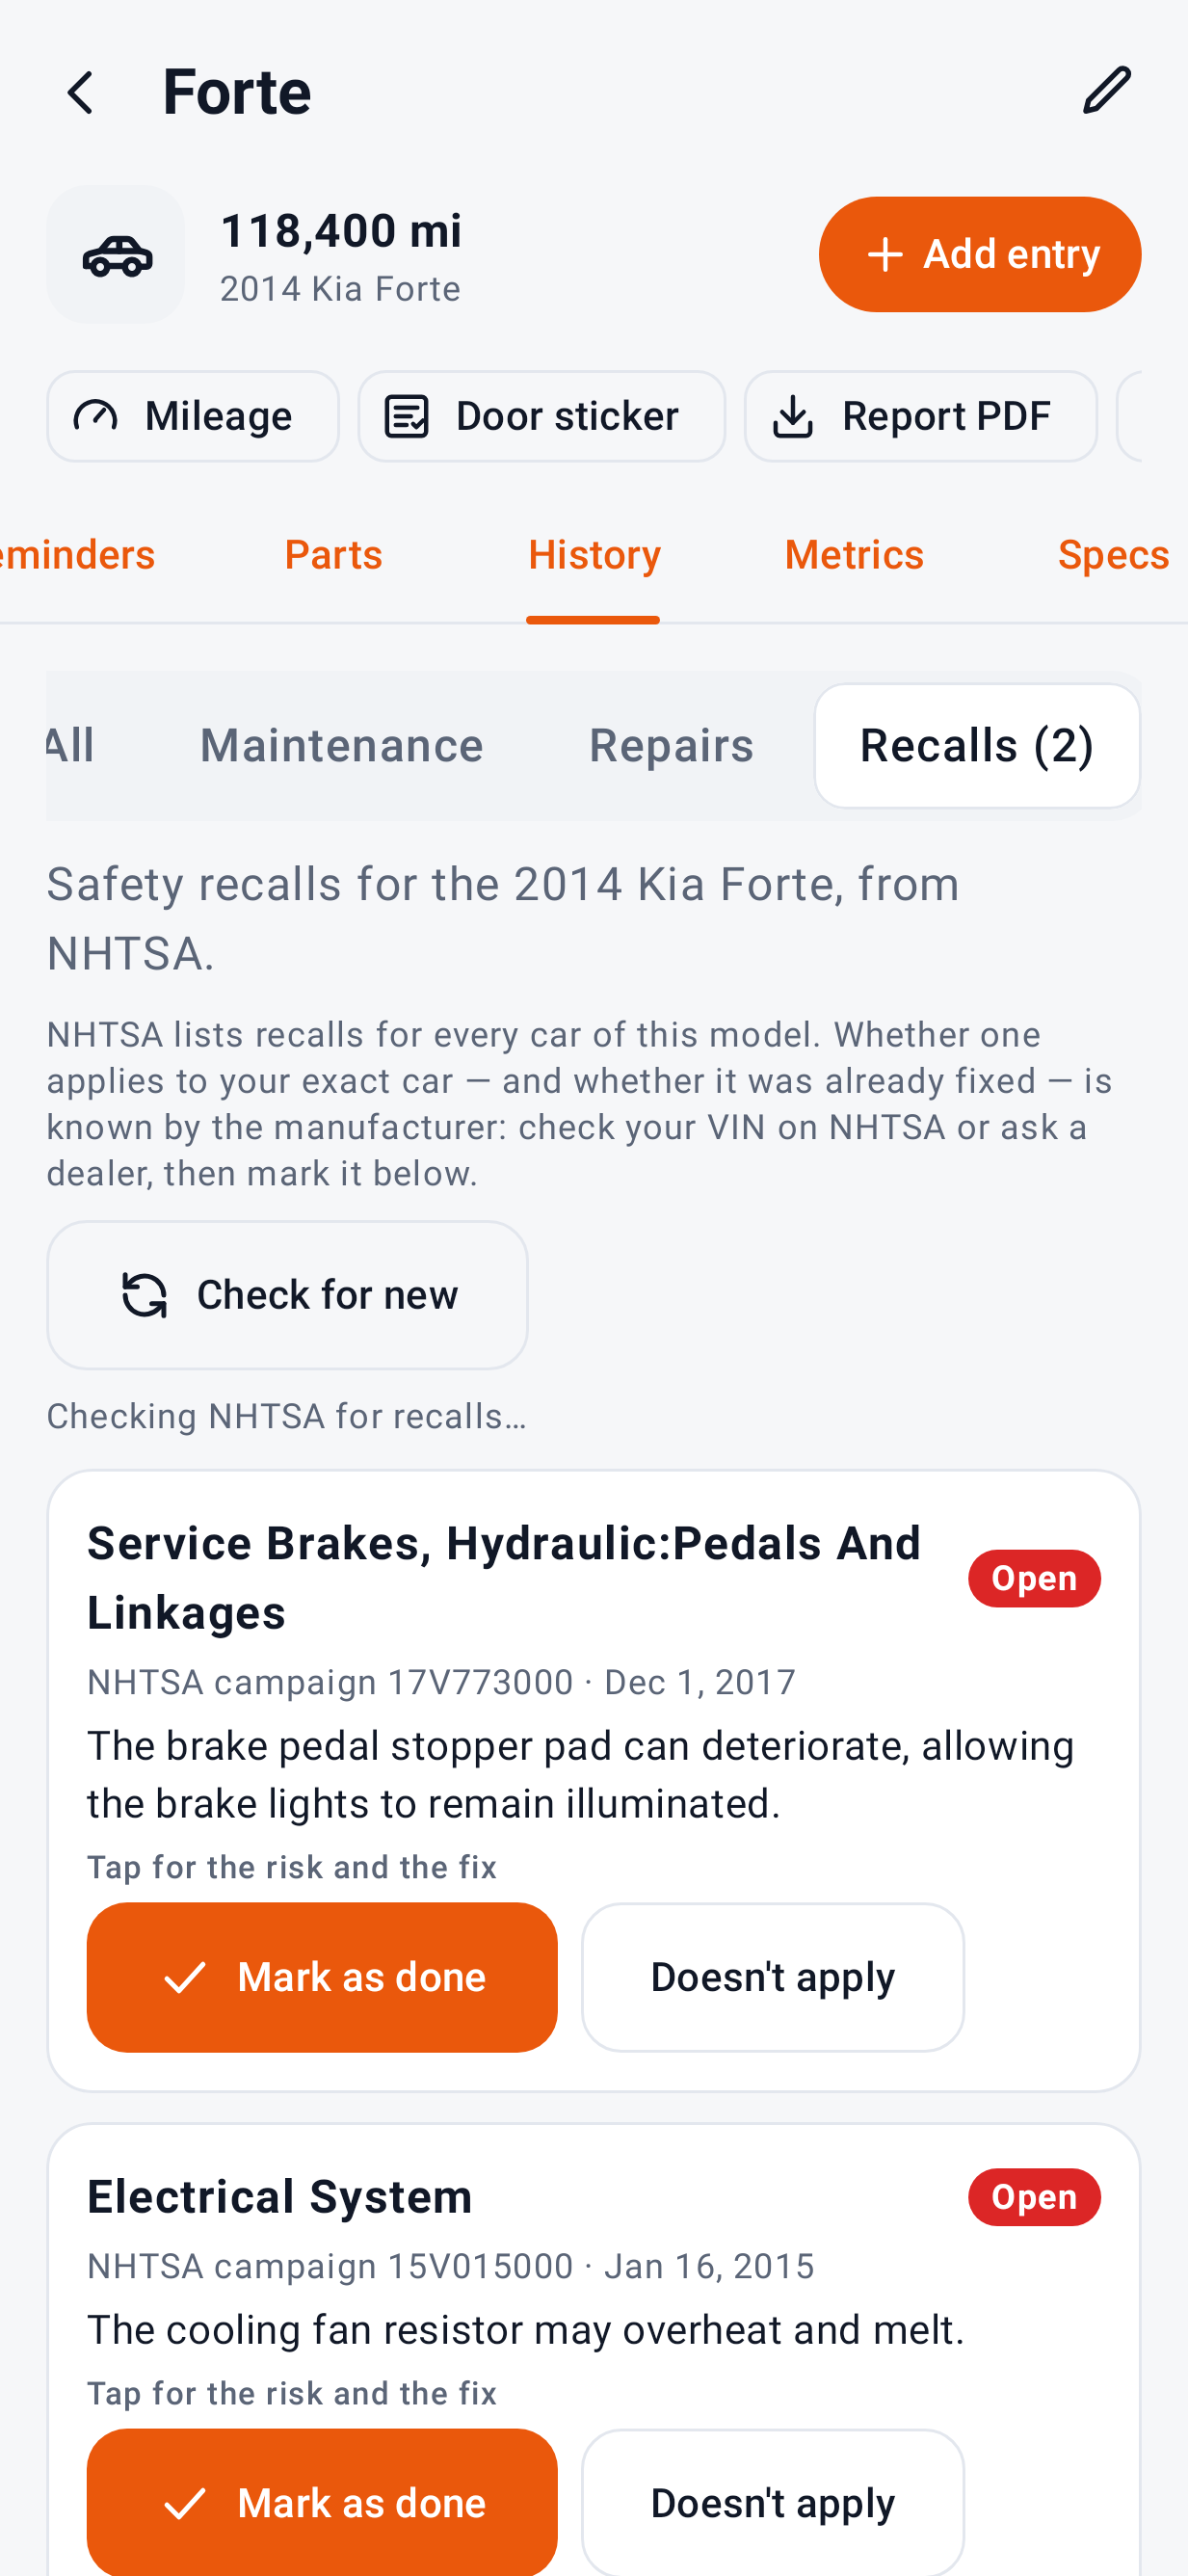 Forte
118,400 mi
2014 Kia Forte
Add entry
Mileage
Door sticker
Report PDF
eminders
Parts
History
Metrics
Specs
All
Maintenance
Repairs
Recalls (2)
Safety recalls for the 2014 Kia Forte, from
NHTSA.
NHTSA lists recalls for every car of this model. Whether one
applies to your exact car — and whether it was already fixed — is
known by the manufacturer: check your VIN on NHTSA or ask a
dealer, then mark it below.
Check for new
Checking NHTSA for recalls…
Service Brakes, Hydraulic:Pedals And
Linkages
Open
NHTSA campaign 17V773000 · Dec 1, 2017
The brake pedal stopper pad can deteriorate, allowing
the brake lights to remain illuminated.
Tap for the risk and the fix
Mark as done
Doesn't apply
Electrical System
Open
NHTSA campaign 15V015000 · Jan 16, 2015
The cooling fan resistor may overheat and melt.
Tap for the risk and the fix
Mark as done
Doesn't apply